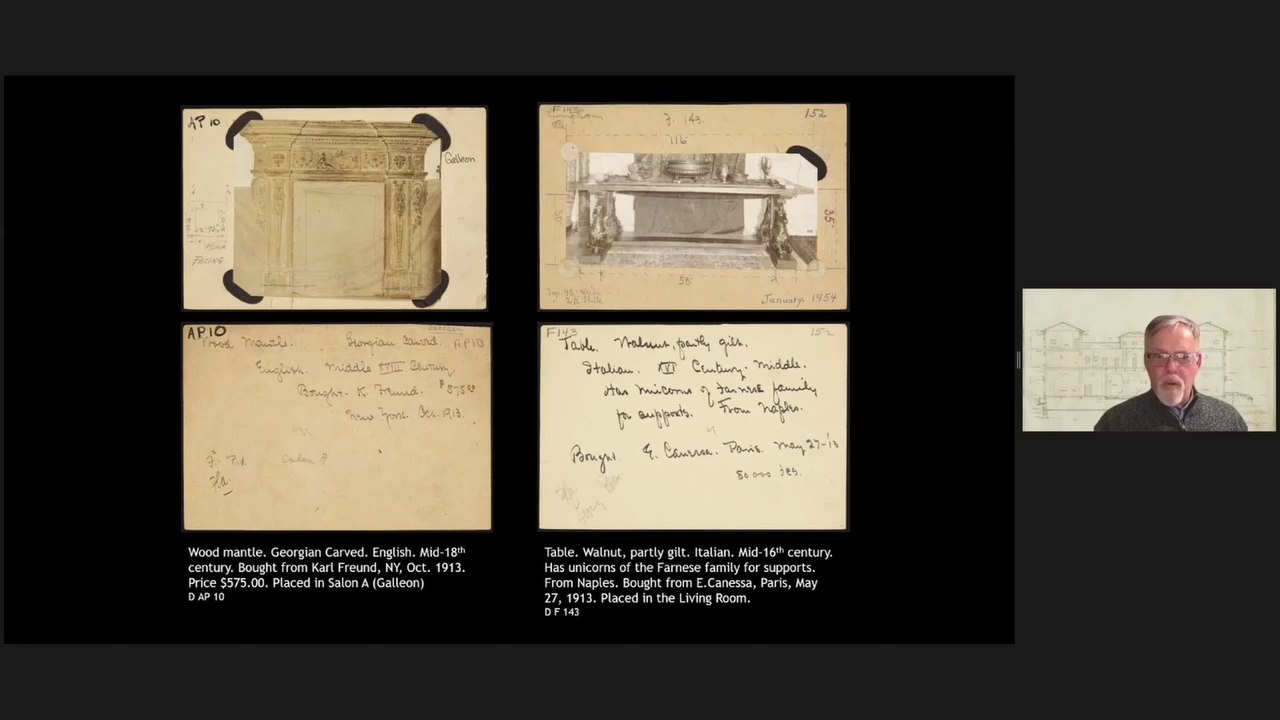 AP 10
Galleon
FACING
F. 143
F. 143.
152
116
35
55
January. 1954
AP10
AP10
Wood Mantle. Georgian Carved.
English. Middle XVIII Century.
Bought. K. Freund. $575.00
New York. Oct. 1913.
Salon A
Fla.
F143
152
Table. Walnut, partly gilt.
Italian. XVI Century. Middle.
Has unicorns of Farnese family
for supports. From Naples.
Bought. E. Canessa. Paris. May 27-13
Wood mantle. Georgian Carved. English. Mid-18th
century. Bought from Karl Freund, NY, Oct. 1913.
Price $575.00. Placed in Salon A (Galleon)
D AP 10
Table. Walnut, partly gilt. Italian. Mid-16th century.
Has unicorns of the Farnese family for supports.
From Naples. Bought from E.Canessa, Paris, May
27, 1913. Placed in the Living Room.
D F 143